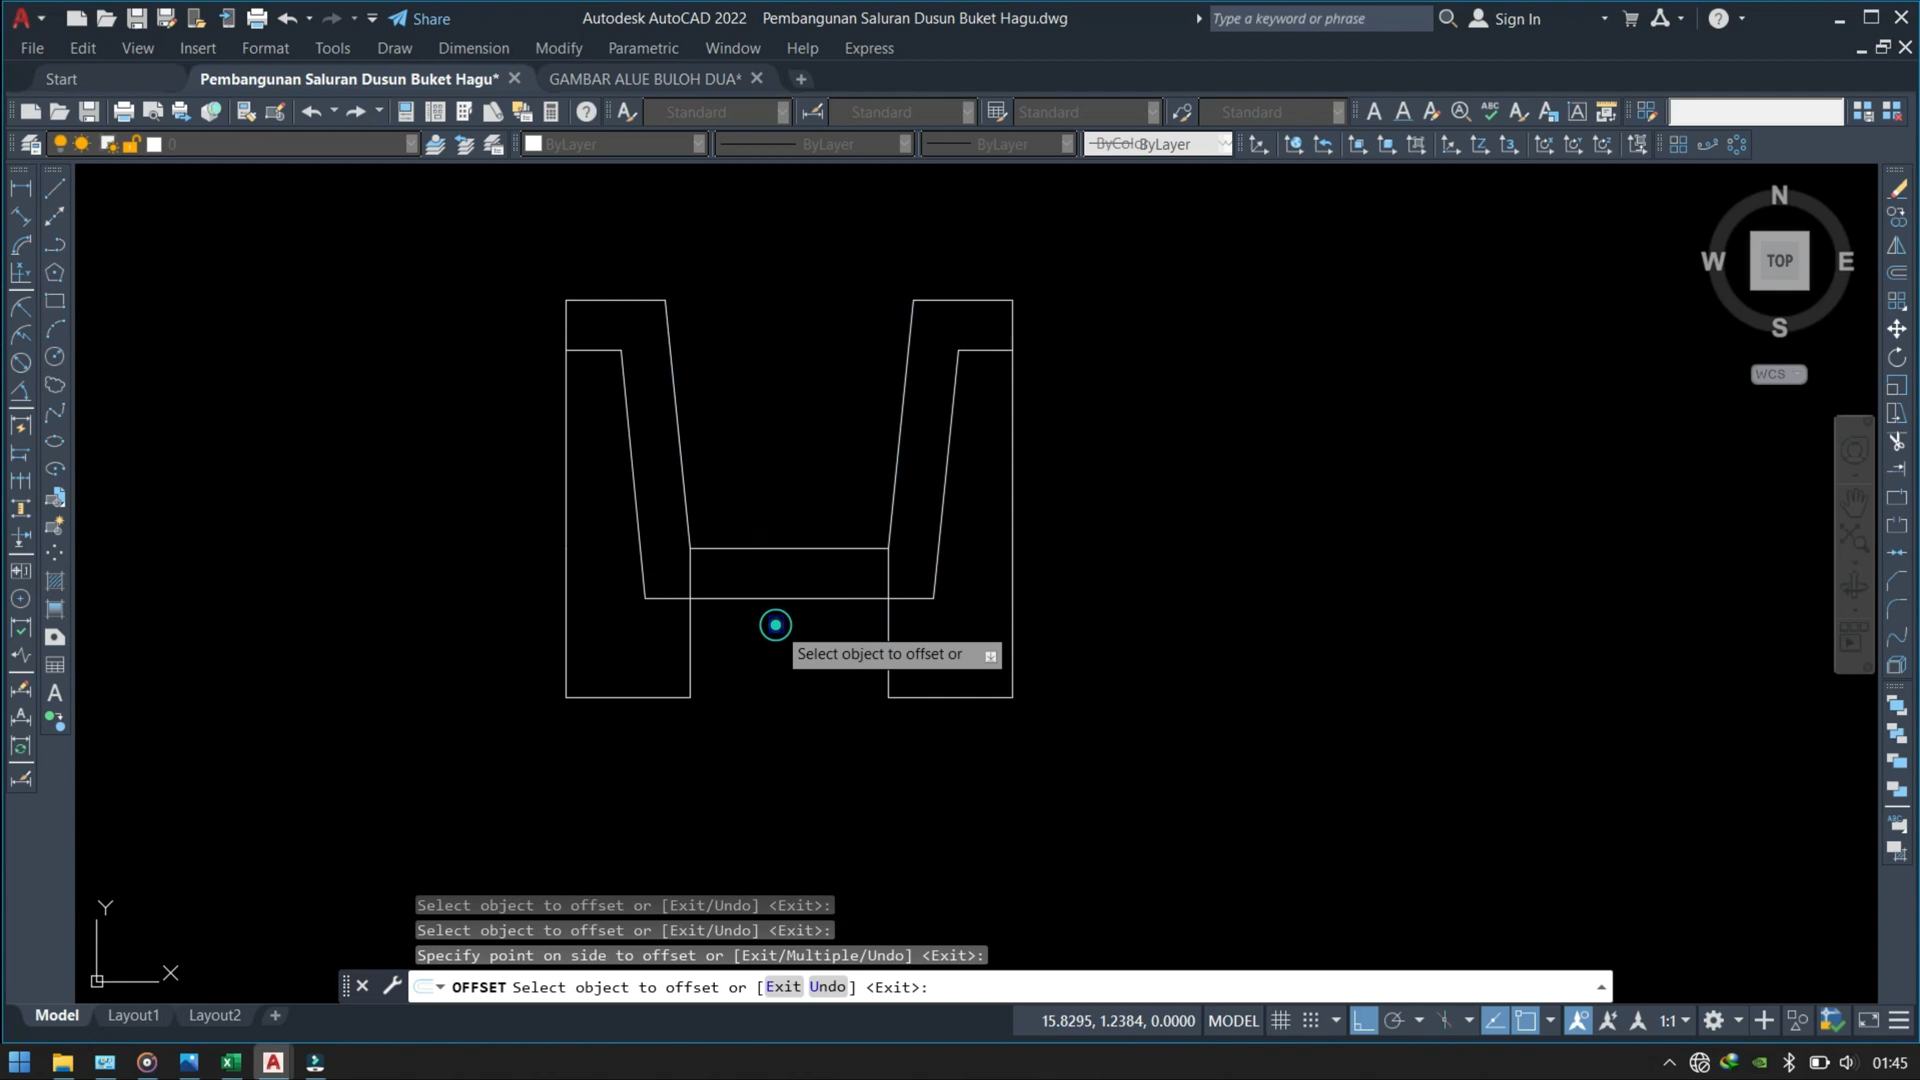 Share
Autodesk AutoCAD 2022 Pembangunan Saluran Dusun Buket Hagu.dwg
Type a keyword or phrase
Sign In
File Edit View Insert Format Tools Draw Dimension Modify Parametric Window Help Express
Start
Pembangunan Saluran Dusun Buket Hagu*
GAMBAR ALUE BULOH DUA*
Standard Standard Standard Standard
0
ByLayer ByLayer ByLayer ByLayer
N
W TOP E
S
WCS
Select object to offset or
Y
X
Select object to offset or [Exit/Undo] <Exit>:
Select object to offset or [Exit/Undo] <Exit>:
Specify point on side to offset or [Exit/Multiple/Undo] <Exit>:
OFFSET Select object to offset or [Exit Undo] <Exit>:
Model Layout1 Layout2
15.8295, 1.2384, 0.0000 MODEL 1:1
01:45